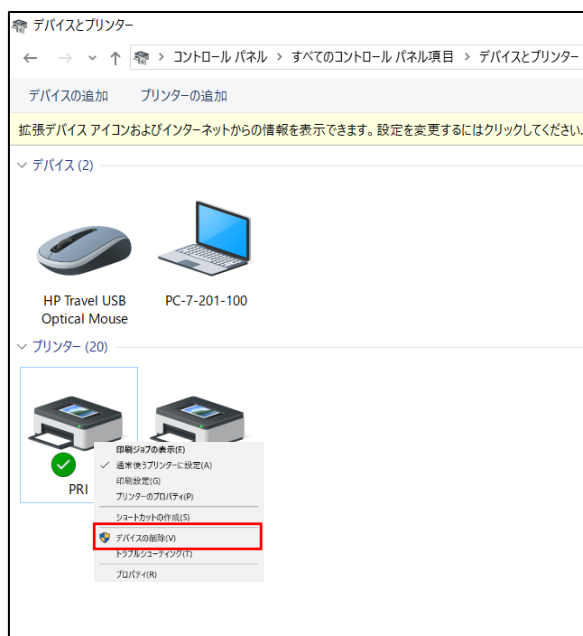 デバイスとプリンター
コントロール パネル > すべてのコントロール パネル項目 > デバイスとプリンター
デバイスの追加 プリンターの追加
拡張デバイス アイコンおよびインターネットからの情報を表示できます。設定を変更するにはクリックしてください.
デバイス (2)
HP Travel USB
Optical Mouse
PC-7-201-100
プリンター (20)
PRI
印刷ジョブの表示(E)
通常使うプリンターに設定(A)
印刷設定(G)
プリンターのプロパティ(P)
ショートカットの作成(S)
デバイスの削除(V)
トラブルシューティング(T)
プロパティ(R)